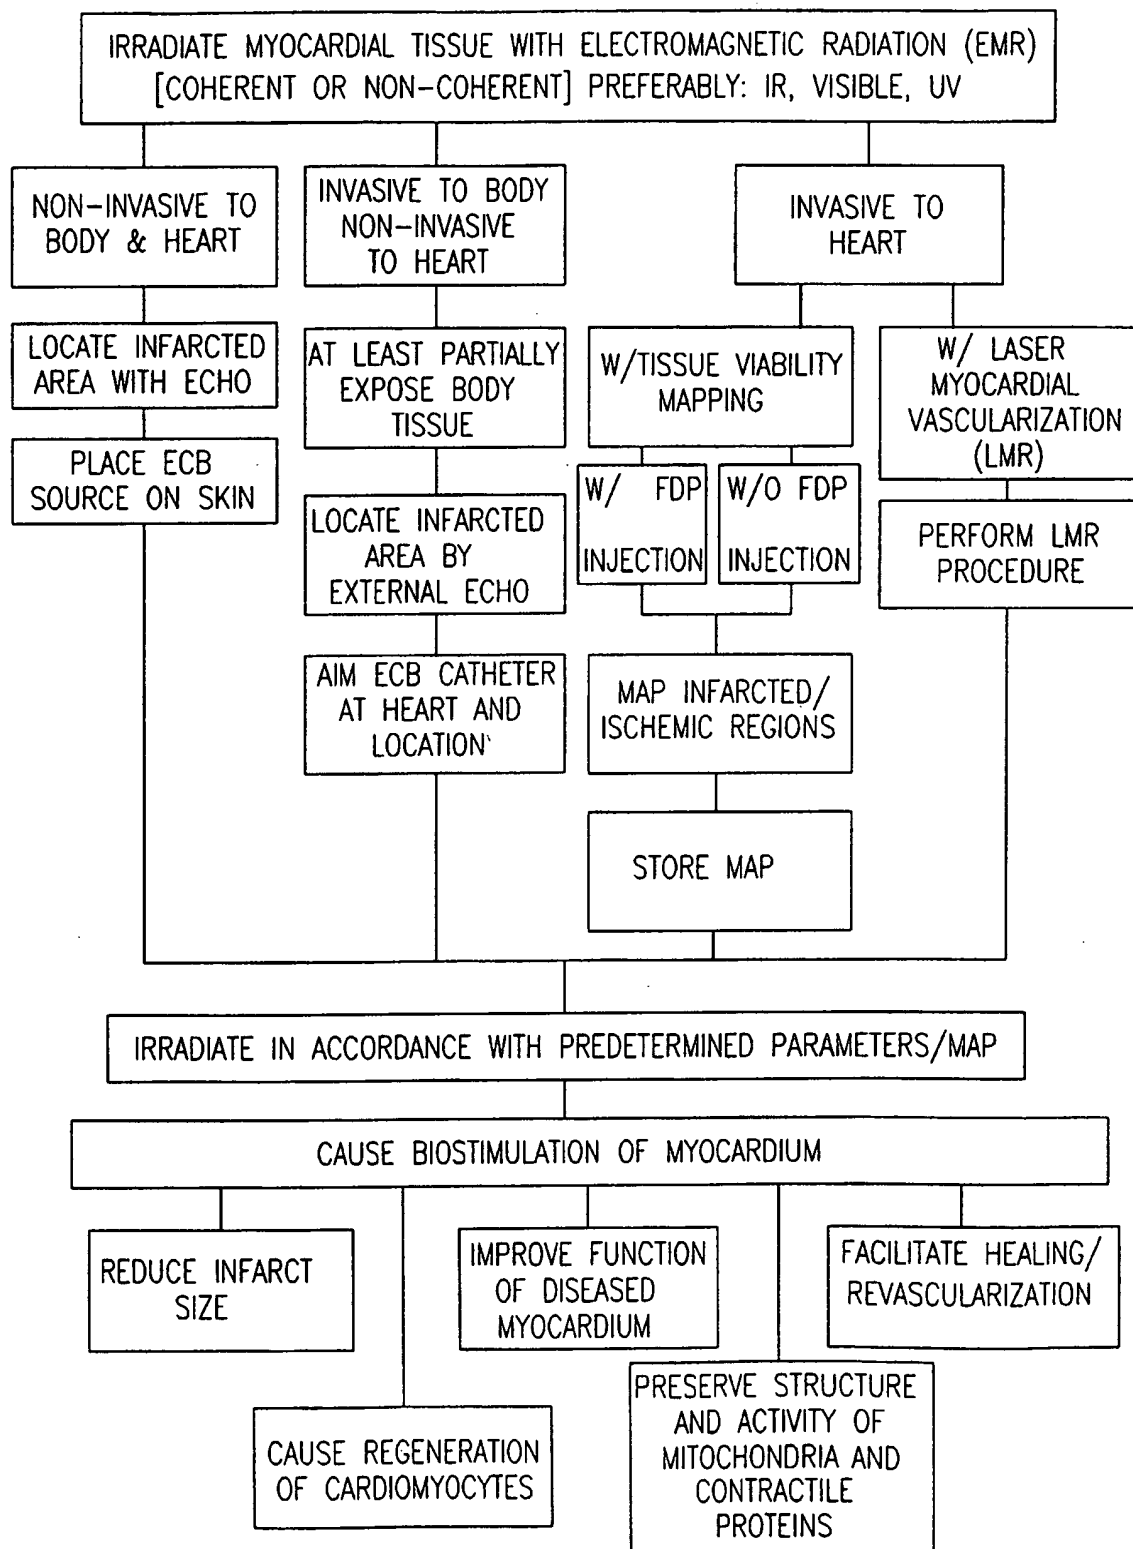 IRRADIATE MYOCARDIAL TISSUE WITH ELECTROMAGNETIC RADIATION (EMR)
[COHERENT OR NON-COHERENT] PREFERABLY: IR, VISIBLE, UV
NON-INVASIVE TO
BODY & HEART
INVASIVE TO BODY
NON-INVASIVE
TO HEART
INVASIVE TO
HEART
LOCATE INFARCTED
AREA WITH ECHO
AT LEAST PARTIALLY
EXPOSE BODY
TISSUE
W/TISSUE VIABILITY
MAPPING
W/ LASER
MYOCARDIAL
VASCULARIZATION
(LMR)
PLACE ECB
SOURCE ON SKIN
LOCATE INFARCTED
AREA BY
EXTERNAL ECHO
W/ FDP
INJECTION
W/O FDP
INJECTION
PERFORM LMR
PROCEDURE
AIM ECB CATHETER
AT HEART AND
LOCATION
MAP INFARCTED/
ISCHEMIC REGIONS
STORE MAP
IRRADIATE IN ACCORDANCE WITH PREDETERMINED PARAMETERS/MAP
CAUSE BIOSTIMULATION OF MYOCARDIUM
REDUCE INFARCT
SIZE
IMPROVE FUNCTION
OF DISEASED
MYOCARDIUM
FACILITATE HEALING/
REVASCULARIZATION
CAUSE REGENERATION
OF CARDIOMYOCYTES
PRESERVE STRUCTURE
AND ACTIVITY OF
MITOCHONDRIA AND
CONTRACTILE
PROTEINS